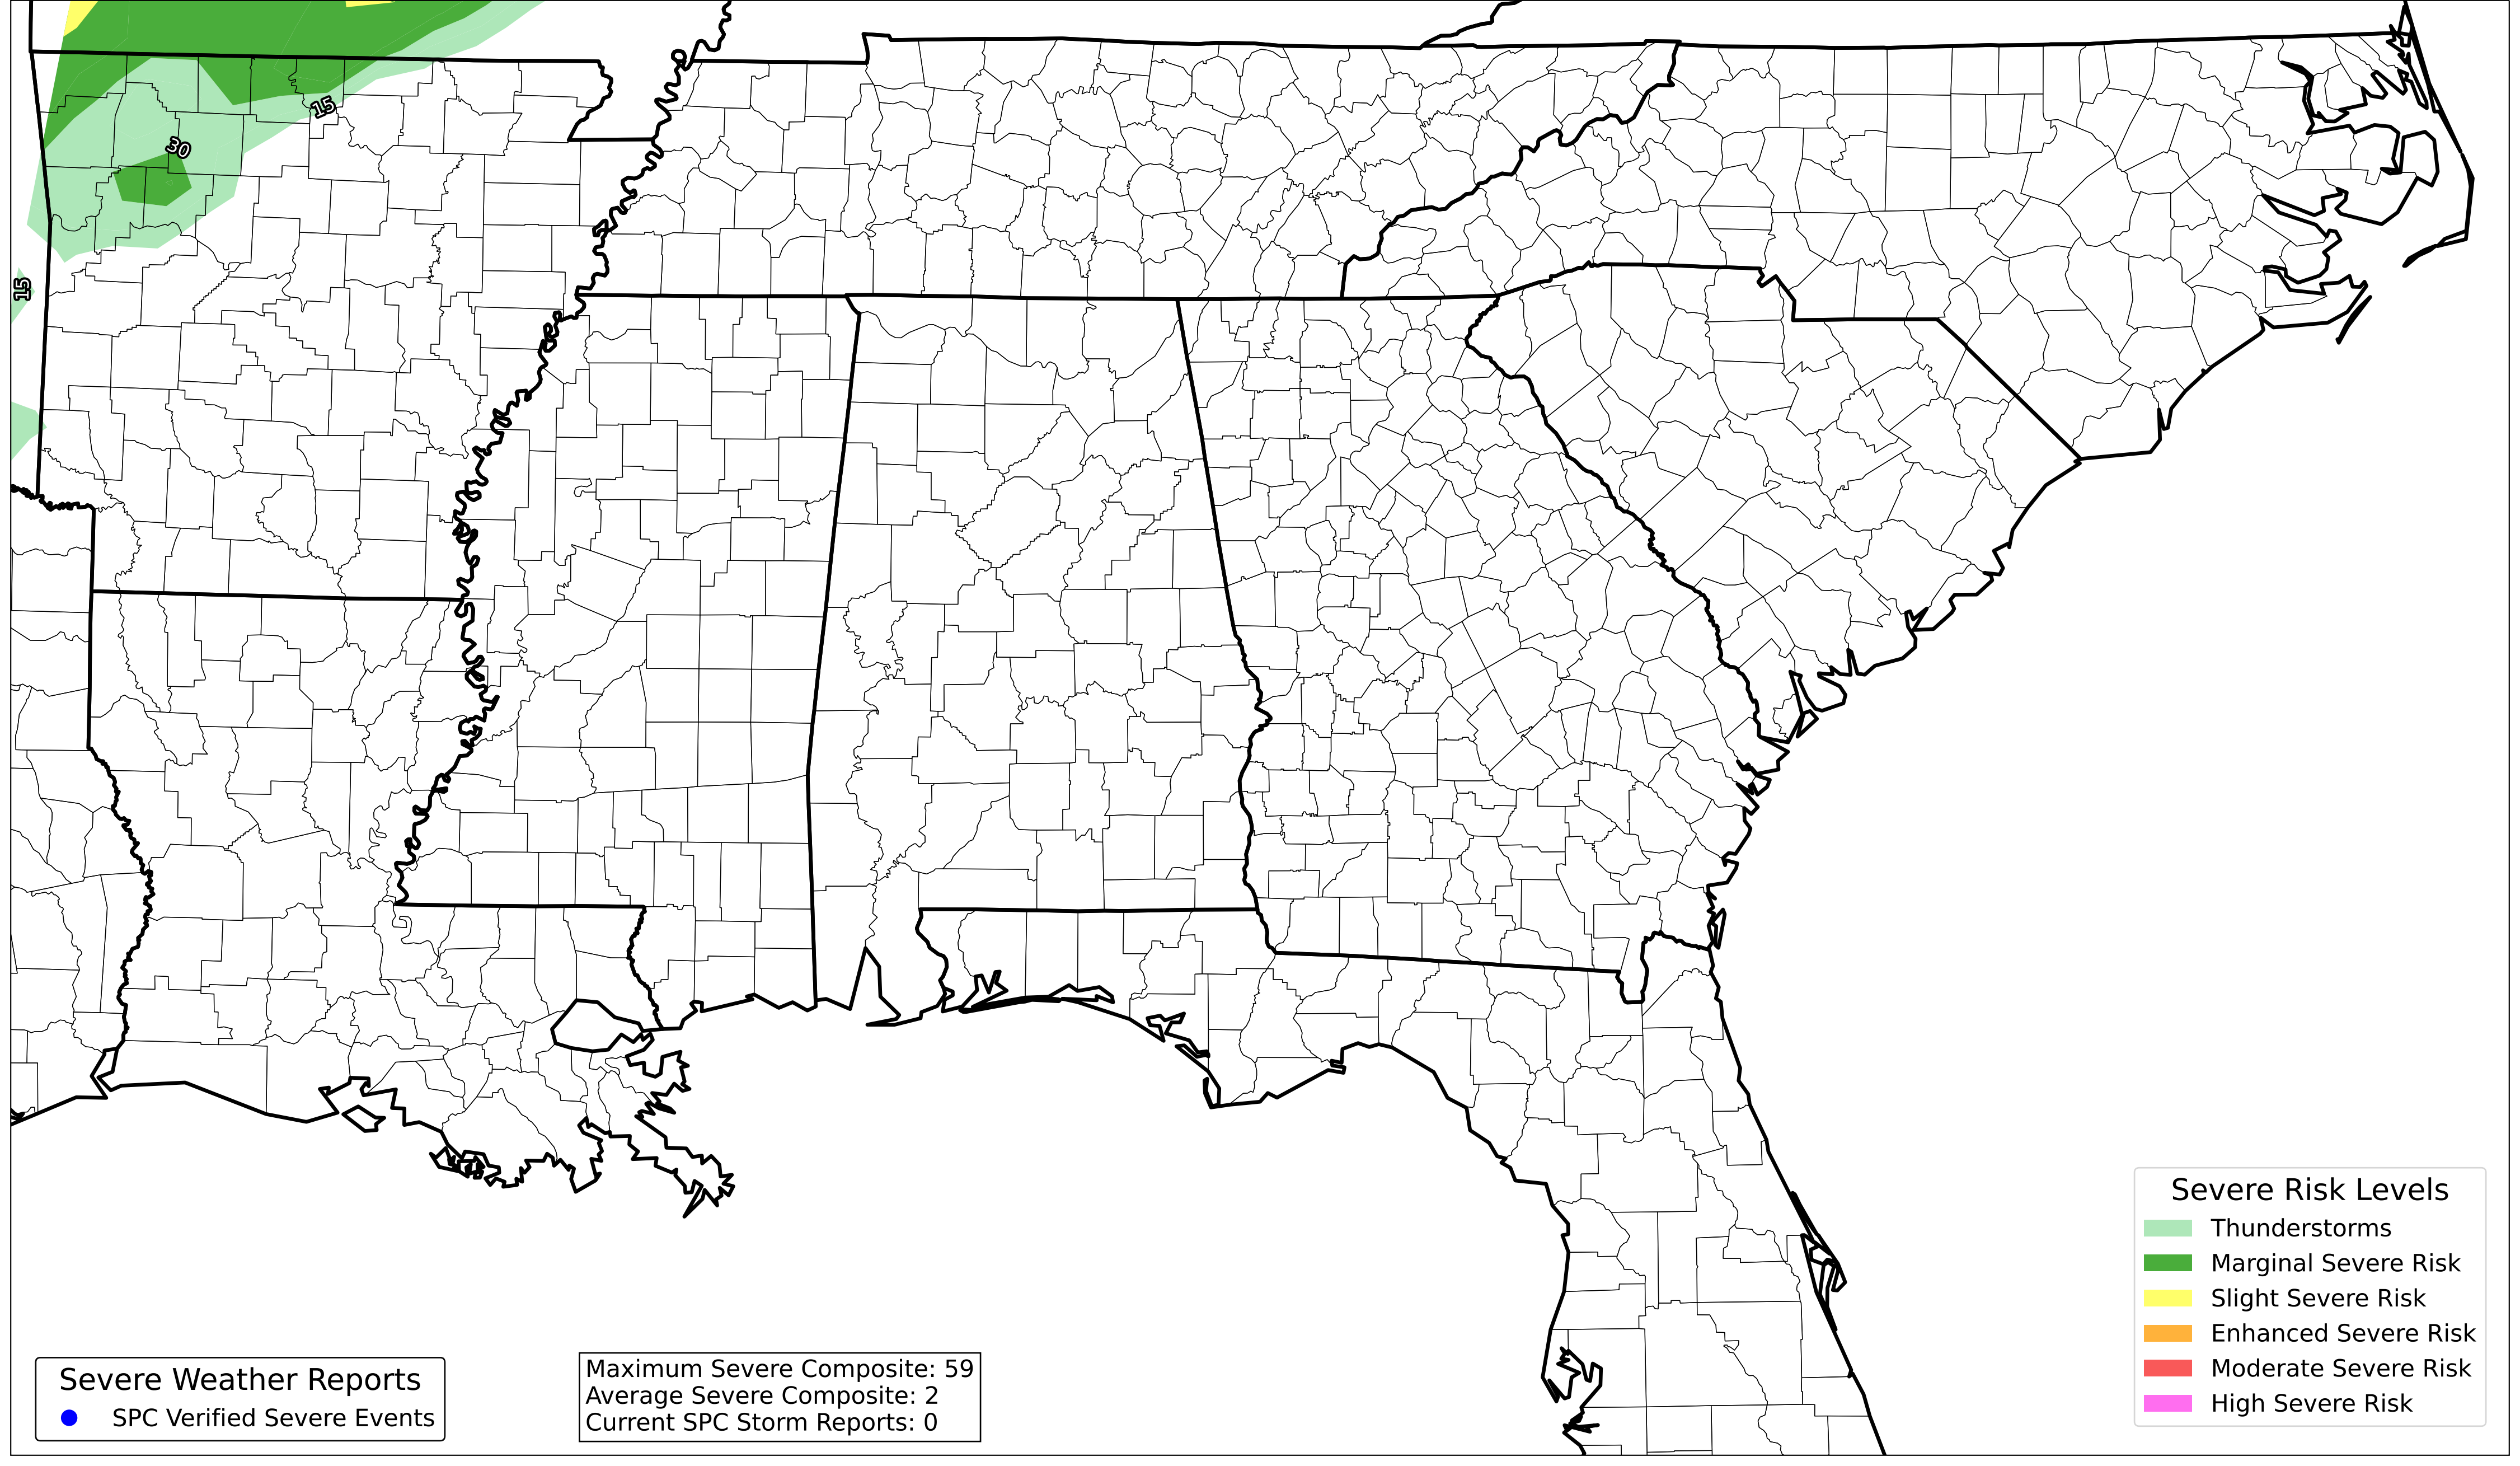 15
30
15
Severe Risk Levels
Thunderstorms
Marginal Severe Risk
Slight Severe Risk
Enhanced Severe Risk
Moderate Severe Risk
High Severe Risk
Severe Weather Reports
SPC Verified Severe Events
Maximum Severe Composite: 59
Average Severe Composite: 2
Current SPC Storm Reports: 0